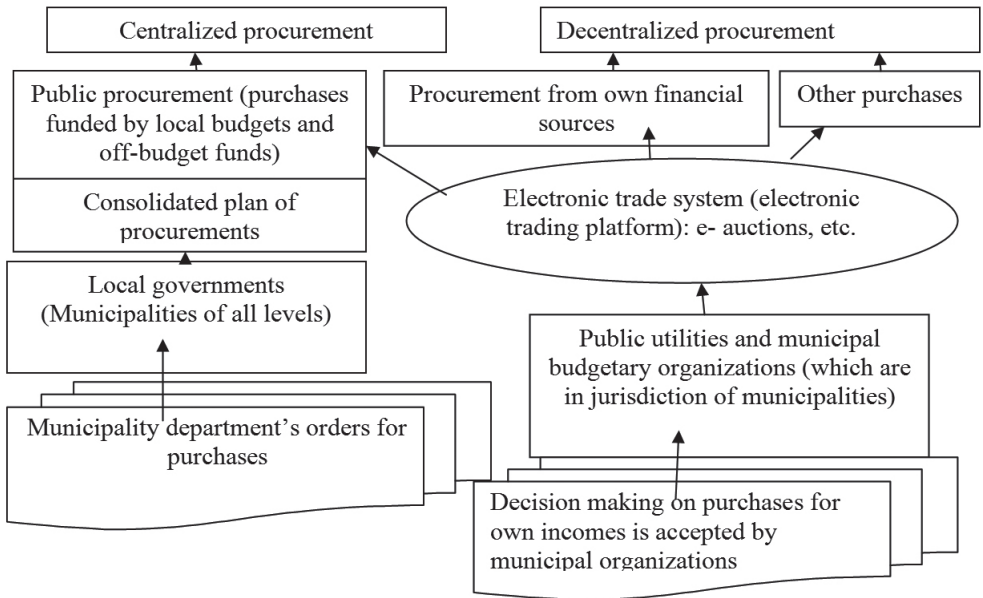 Centralized procurement
Decentralized procurement
Public procurement (purchases
funded by local budgets and
off-budget funds)
Procurement from own financial
sources
Other purchases
Consolidated plan of
procurements
Electronic trade system (electronic
trading platform): e- auctions, etc.
Local governments
(Municipalities of all levels)
Public utilities and municipal
budgetary organizations (which are
in jurisdiction of municipalities)
Municipality department's orders for
purchases
Decision making on purchases for
own incomes is accepted by
municipal organizations